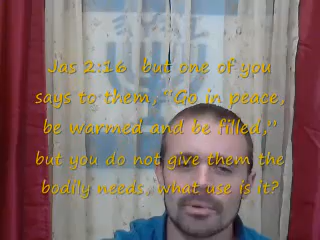 Jas 2:16 but one of you
says to them, "Go in peace,
be warmed and be filled,"
but you do not give them the
bodily needs, what use is it?